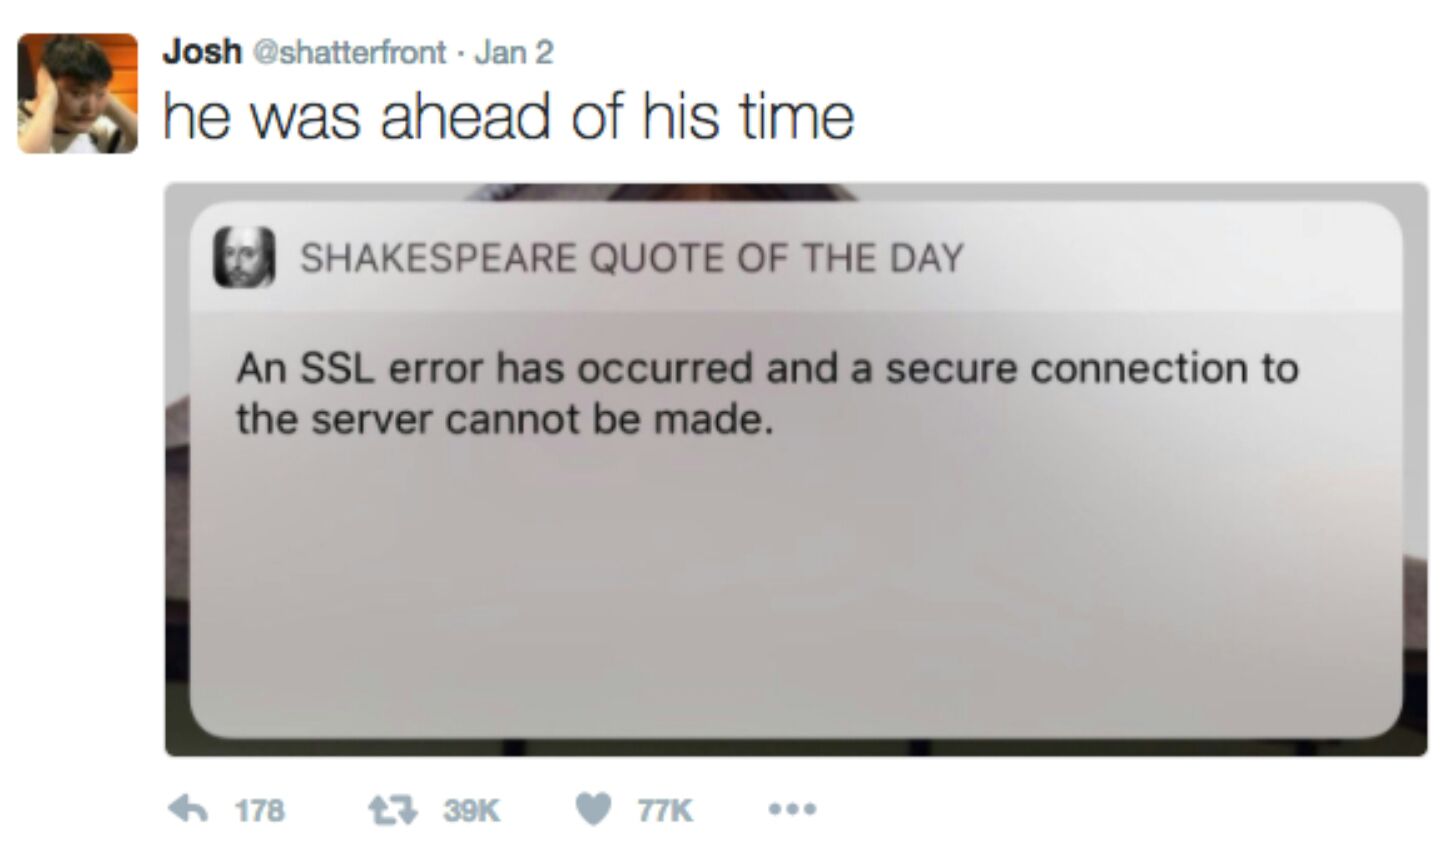 Josh @shatterfront · Jan 2
he was ahead of his time
SHAKESPEARE QUOTE OF THE DAY
An SSL error has occurred and a secure connection to
the server cannot be made.
178 39K 77K